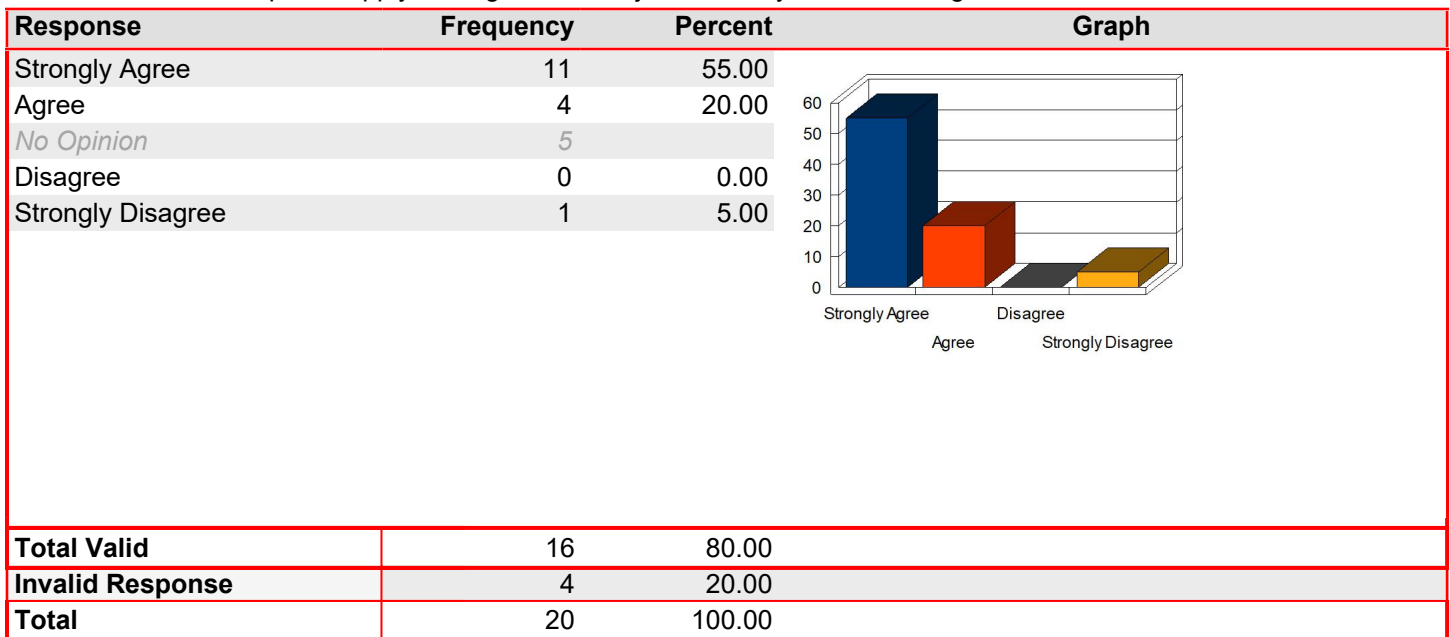 Response Frequency Percent Graph
Strongly Agree 11 55.00
Agree 4 20.00
No Opinion 5
Disagree 0 0.00
Strongly Disagree 1 5.00
60
50
40
30
20
10
0
Strongly Agree Disagree
Agree Strongly Disagree
Total Valid 16 80.00
Invalid Response 4 20.00
Total 20 100.00